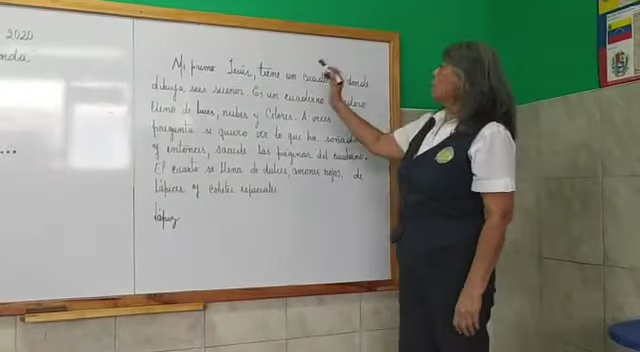 2020
nda"
Mi primo Jesús, tiene un cuaderno donde
dibuja sus sueños. Es un cuaderno
lleno de luces, nubes y colores. A veces
pregunta si quiero ver lo que ha soñado
y entonces, sacude las páginas del cuaderno.
El cuarto se llena de dulces, aviones rojos, de
lápices y cohetes espaciales
lápiz